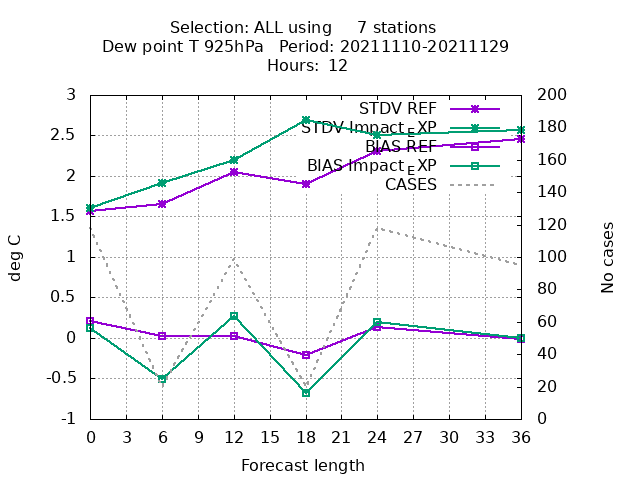 Selection: ALL using 7 stations
Dew point T 925hPa Period: 20211110-20211129
Hours: 12
STDV REF
STDV Impact_EXP
BIAS REF
BIAS Impact_EXP
CASES
3
2.5
2
1.5
1
0.5
0
-0.5
-1
200
180
160
140
120
100
80
60
40
20
0
deg C
No cases
0 3 6 9 12 15 18 21 24 27 30 33 36
Forecast length